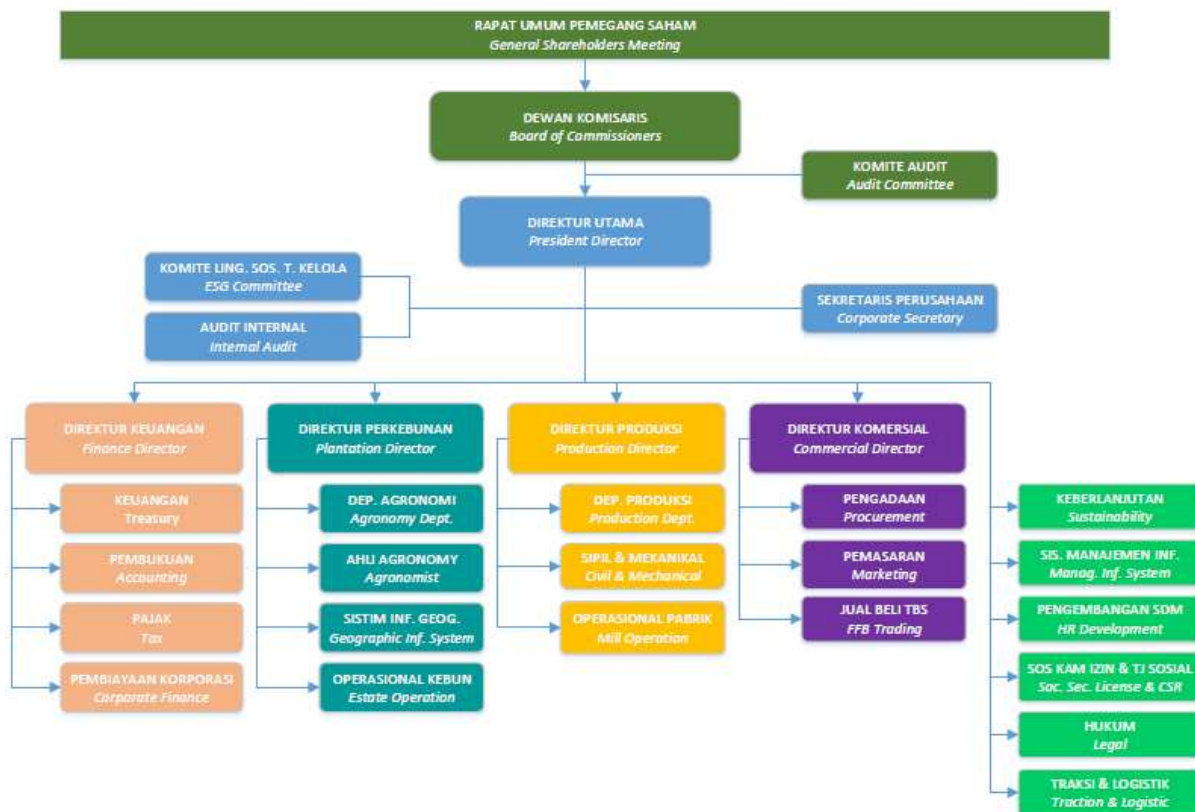 RAPAT UMUM PEMEGANG SAHAM
General Shareholders Meeting
DEWAN KOMISARIS
Board of Commissioners
KOMITE AUDIT
Audit Committee
DIREKTUR UTAMA
President Director
KOMITE LING. SOS. T. KELOLA
ESG Committee
AUDIT INTERNAL
Internal Audit
SEKRETARIS PERUSAHAAN
Corporate Secretary
DIREKTUR KEUANGAN
Finance Director
KEUANGAN
Treasury
PEMBUKUAN
Accounting
PAJAK
Tax
PEMBIAYAAN KORPORASI
Corporate Finance
DIREKTUR PERKEBUNAN
Plantation Director
DEP. AGRONOMI
Agronomy Dept.
AHLI AGRONOMY
Agronomist
SISTIM INF. GEOG.
Geographic Inf. System
OPERASIONAL KEBUN
Estate Operation
DIREKTUR PRODUKSI
Production Director
DEP. PRODUKSI
Production Dept.
SIPIL & MEKANIKAL
Civil & Mechanical
OPERASIONAL PABRIK
Mill Operation
DIREKTUR KOMERSIAL
Commercial Director
PENGADAAN
Procurement
PEMASARAN
Marketing
JUAL BELI TBS
FFB Trading
KEBERLANJUTAN
Sustainability
SIS. MANAJEMEN INF.
Manag. Inf. System
PENGEMBANGAN SDM
HR Development
SOS KAM IZIN & TJ SOSIAL
Soc. Sec. License & CSR
HUKUM
Legal
TRAKSI & LOGISTIK
Traction & Logistic